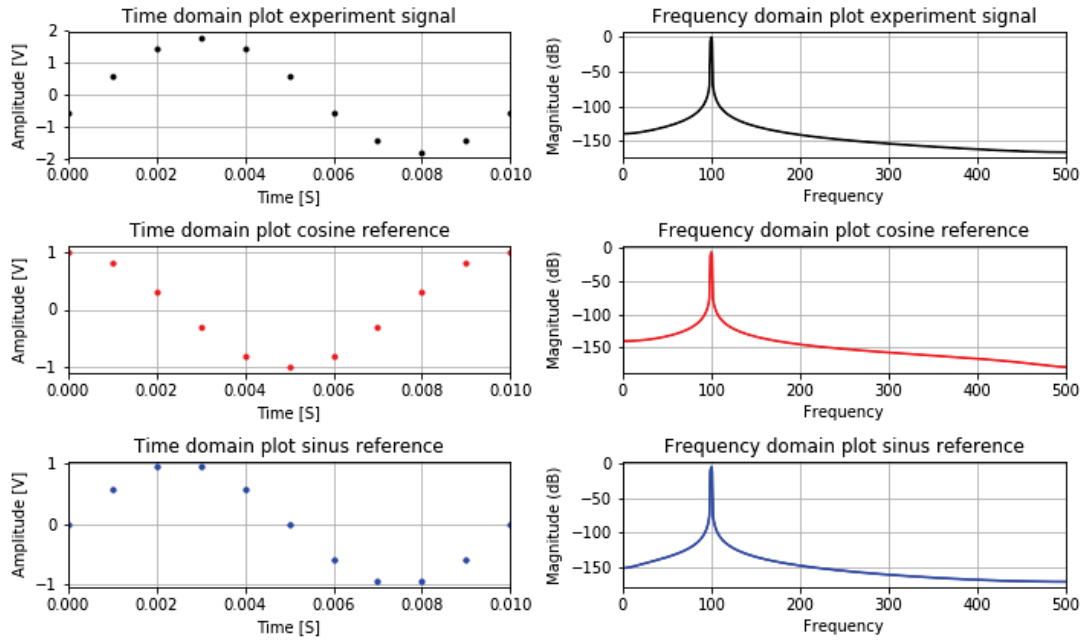 Time domain plot experiment signal
Amplitude [V]
2
1
0
−1
−2
0.000 0.002 0.004 0.006 0.008 0.010
Time [S]
Frequency domain plot experiment signal
Magnitude (dB)
0
−50
−100
−150
0 100 200 300 400 500
Frequency
Time domain plot cosine reference
Amplitude [V]
1
0
−1
0.000 0.002 0.004 0.006 0.008 0.010
Time [S]
Frequency domain plot cosine reference
Magnitude (dB)
0
−50
−100
−150
0 100 200 300 400 500
Frequency
Time domain plot sinus reference
Amplitude [V]
1
0
−1
0.000 0.002 0.004 0.006 0.008 0.010
Time [S]
Frequency domain plot sinus reference
Magnitude (dB)
0
−50
−100
−150
0 100 200 300 400 500
Frequency